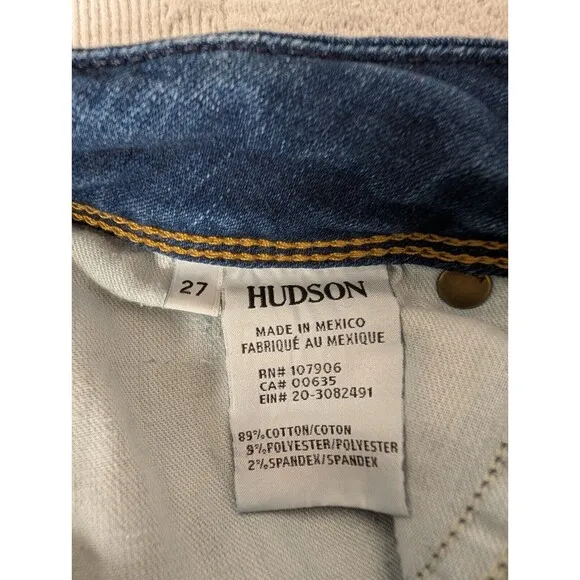 27
HUDSON
MADE IN MEXICO
FABRIQUÉ AU MEXIQUE
RN# 107906
CA# 00635
EIN# 20-3082491
89%COTTON/COTON
9%POLYESTER/POLYESTER
2%SPANDEX/SPANDEX